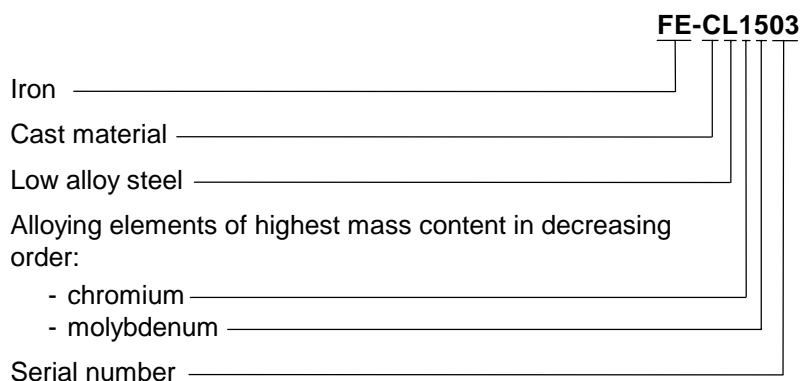 FE-CL1503
Iron
Cast material
Low alloy steel
Alloying elements of highest mass content in decreasing
order:
- chromium
- molybdenum
Serial number